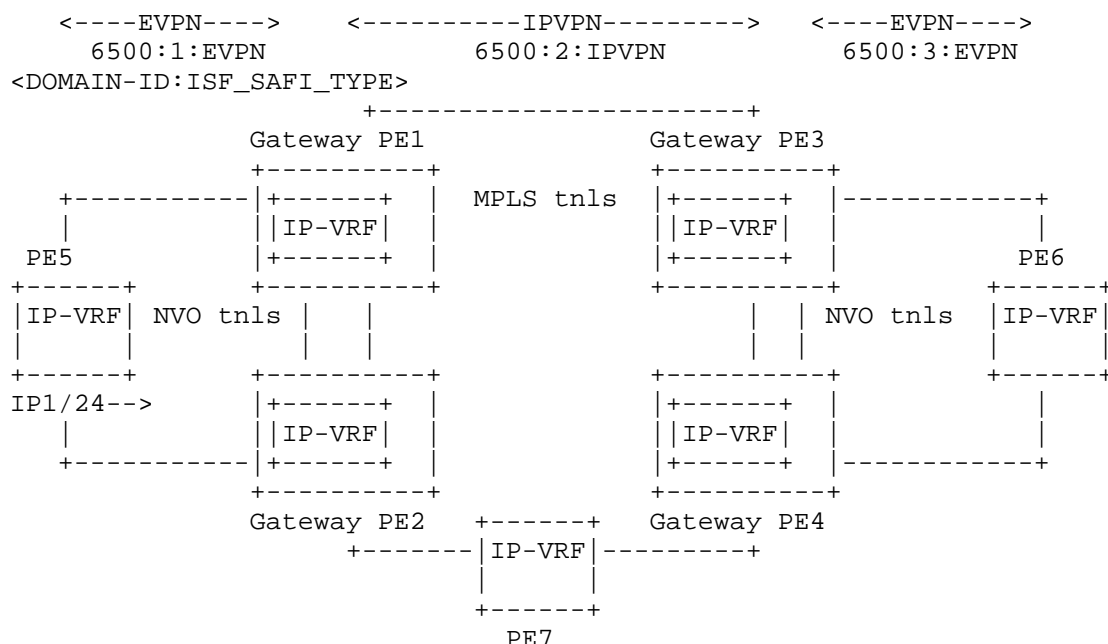 <----EVPN----> <----------IPVPN---------> <----EVPN---->
6500:1:EVPN 6500:2:IPVPN 6500:3:EVPN
<DOMAIN-ID:ISF_SAFI_TYPE>
Gateway PE1 Gateway PE3
MPLS tnls
IP-VRF IP-VRF
PE5 PE6
IP-VRF NVO tnls NVO tnls IP-VRF
IP1/24-->
IP-VRF IP-VRF
Gateway PE2 Gateway PE4
IP-VRF
PE7